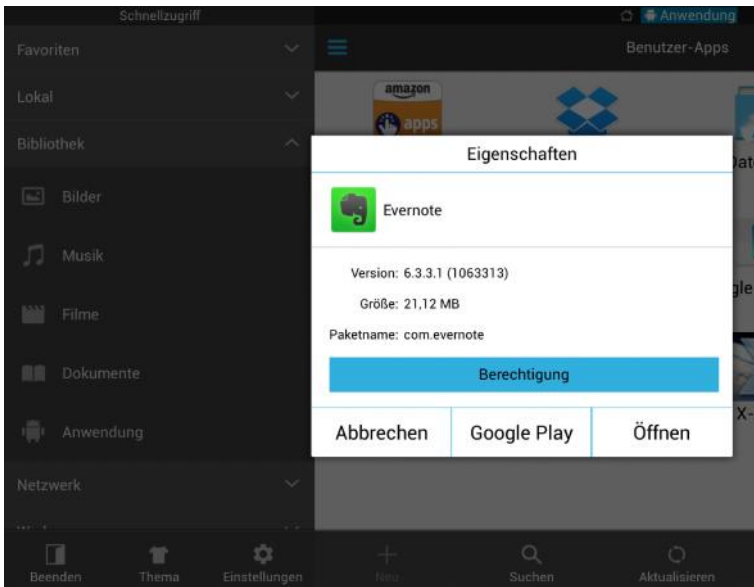 Schnellzugriff
Anwendung
Favoriten
Benutzer-Apps
Lokal
amazon
apps
Bibliothek
Eigenschaften
Bilder
Evernote
Musik
Version: 6.3.3.1 (1063313)
Größe: 21,12 MB
Filme
Paketname: com.evernote
Dokumente
Berechtigung
Anwendung
Abbrechen
Google Play
Öffnen
X-
Netzwerk
Beenden
Thema
Einstellungen
Neu
Suchen
Aktualisieren